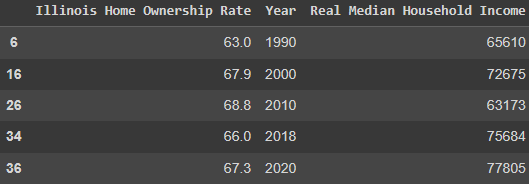 Illinois Home Ownership Rate Year Real Median Household Income
6 63.0 1990 65610
16 67.9 2000 72675
26 68.8 2010 63173
34 66.0 2018 75684
36 67.3 2020 77805